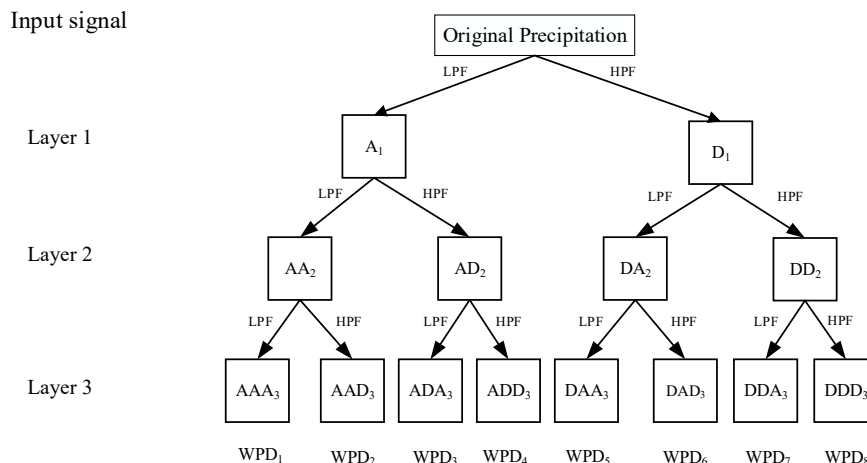 Input signal
Original Precipitation
LPF HPF
Layer 1
A₁ D₁
LPF HPF LPF HPF
Layer 2
AA₂ AD₂ DA₂ DD₂
LPF HPF LPF HPF LPF HPF LPF HPF
Layer 3
AAA₃ AAD₃ ADA₃ ADD₃ DAA₃ DAD₃ DDA₃ DDD₃
WPD₁ WPD₂ WPD₃ WPD₄ WPD₅ WPD₆ WPD₇ WPD₈